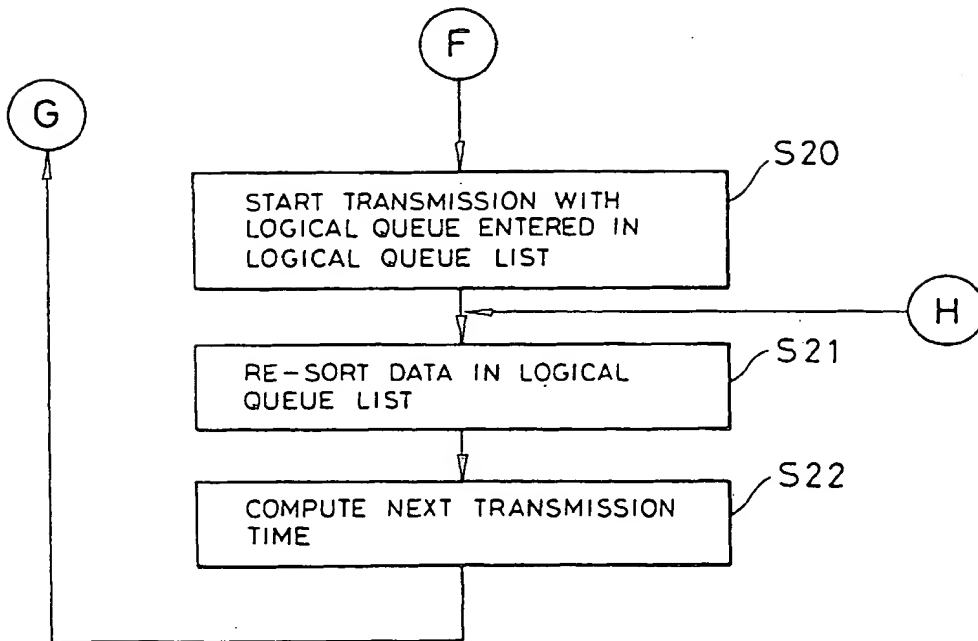 F
G
S20
START TRANSMISSION WITH
LOGICAL QUEUE ENTERED IN
LOGICAL QUEUE LIST
H
S21
RE-SORT DATA IN LOGICAL
QUEUE LIST
S22
COMPUTE NEXT TRANSMISSION
TIME